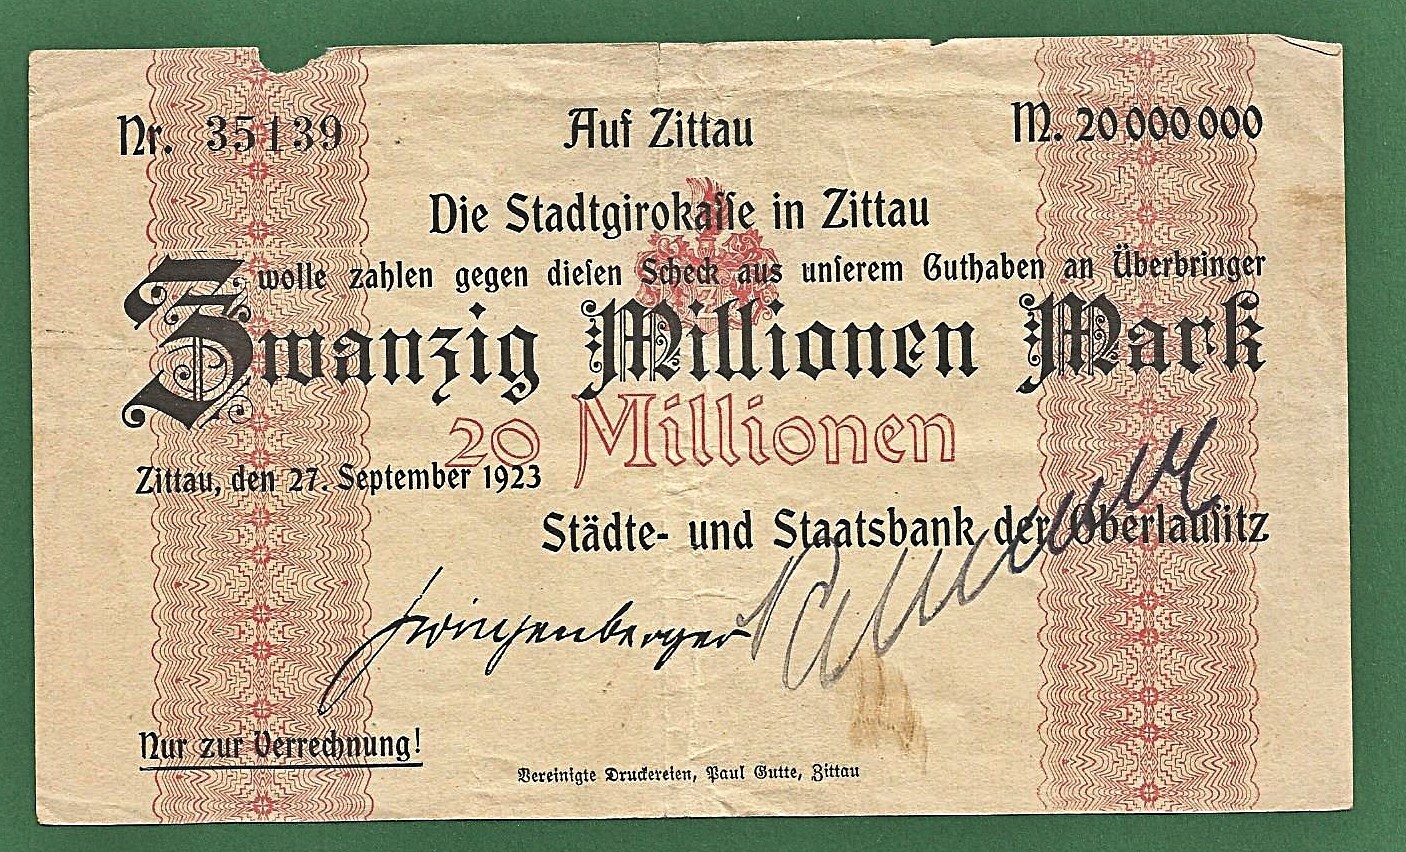 Nr. 35139 Auf Zittau M. 20 000 000
Die Stadtgirokasse in Zittau
wolle zahlen gegen diesen Scheck aus unserem Guthaben an Überbringer
Zwanzig Millionen Mark
20 Millionen
Zittau, den 27. September 1923
Städte- und Staatsbank der Oberlausitz
Nur zur Verrechnung!
Vereinigte Druckereien, Paul Gutte, Zittau